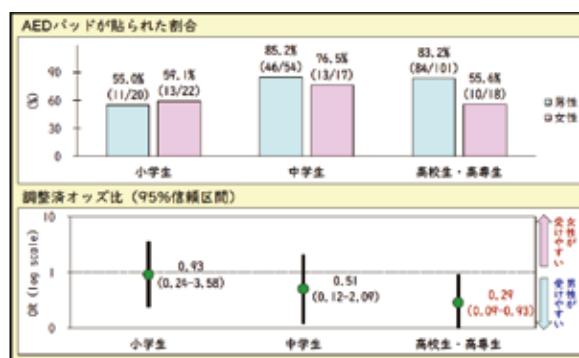 AEDパッドが貼られた割合
(%)
90
60
30
0
55.0%
(11/20)
59.1%
(13/22)
85.2%
(46/54)
76.5%
(13/17)
83.2%
(84/101)
55.6%
(10/18)
男性
女性
小学生
中学生
高校生・高専生
調整済オッズ比(95%信頼区間)
OR (log scale)
10
1
0
0.93
(0.24-3.58)
0.51
(0.12-2.09)
0.29
(0.09-0.93)
女性が
受けやすい
男性が
受けやすい
小学生
中学生
高校生・高専生